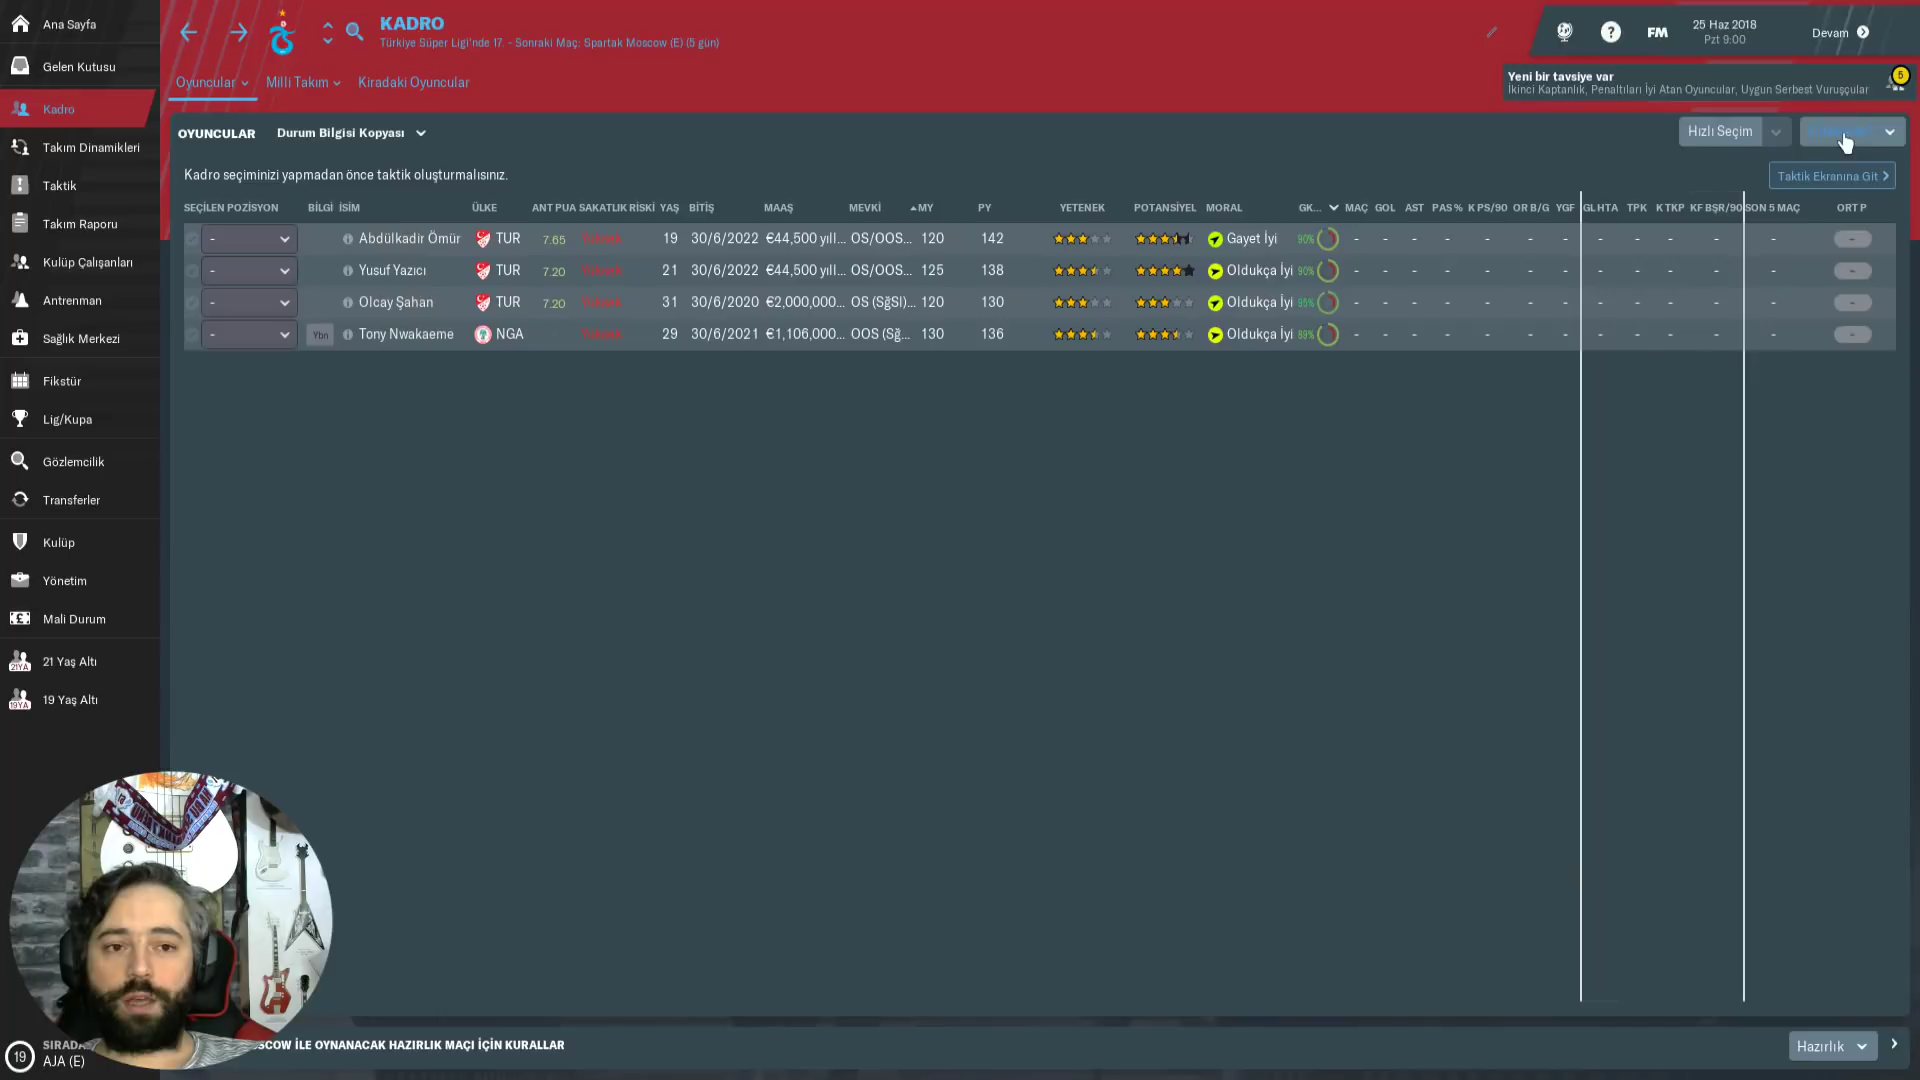 Ana Sayfa
Gelen Kutusu
Kadro
Takım Dinamikleri
Taktik
Takım Raporu
Kulüp Çalışanları
Antrenman
Sağlık Merkezi
Fikstür
Lig/Kupa
Gözlemcilik
Transferler
Kulüp
Yönetim
Mali Durum
21YA 21 Yaş Altı
19YA 19 Yaş Altı
KADRO
Türkiye Süper Ligi'nde 17. - Sonraki Maç: Spartak Moscow (E) (5 gün)
? FM
25 Haz 2018
Pzt 9:00
Devam
Oyuncular Milli Takım Kiradaki Oyuncular
Yeni bir tavsiye var
İkinci Kaptanlık, Penaltıları İyi Atan Oyuncular, Uygun Serbest Vuruşçular
5
OYUNCULAR Durum Bilgisi Kopyası
Hızlı Seçim
Kadro seçiminizi yapmadan önce taktik oluşturmalısınız.
Taktik Ekranına Git
SEÇİLEN POZİSYON BİLGİ İSİM ÜLKE ANT PUA SAKATLIK RİSKİ YAŞ BİTİŞ MAAŞ MEVKİ MY PY YETENEK POTANSİYEL MORAL GK... MAÇ GOL AST PAS % K PS/90 OR B/G YGF GL HTA TPK K TKP KF BŞR/90 SON 5 MAÇ ORT P
- Abdülkadir Ömür TUR 7.65 Yüksek 19 30/6/2022 €44,500 yıll... OS/OOS... 120 142 Gayet İyi 90% - - - - - - - - - - - - -
- Yusuf Yazıcı TUR 7.20 Yüksek 21 30/6/2022 €44,500 yıll... OS/OOS... 125 138 Oldukça İyi 90% - - - - - - - - - - - - -
- Olcay Şahan TUR 7.20 Yüksek 31 30/6/2020 €2,000,000... OS (SğSl)... 120 130 Oldukça İyi 85% - - - - - - - - - - - - -
- Ybn Tony Nwakaeme NGA Yüksek 29 30/6/2021 €1,106,000... OOS (Sğ... 130 136 Oldukça İyi 89% - - - - - - - - - - - - -
19
AJA (E)
İLE OYNANACAK HAZIRLIK MAÇI İÇİN KURALLAR
Hazırlık